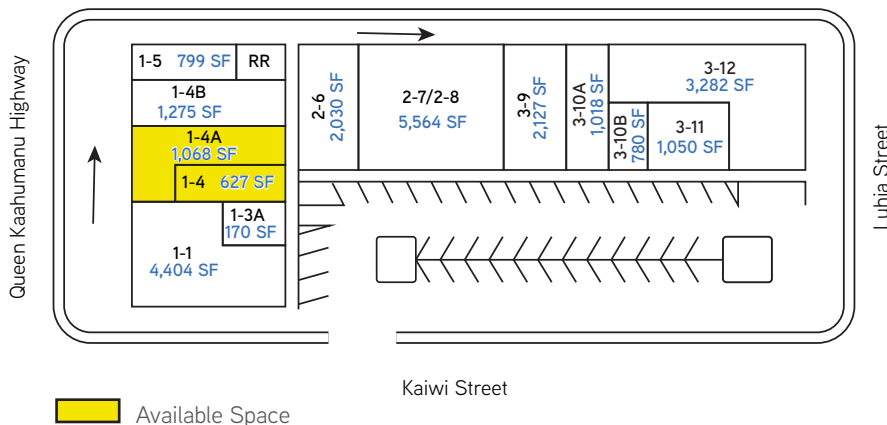 Queen Kaahumanu Highway
1-5 799 SF
RR
1-4B
1,275 SF
1-4A
1,068 SF
1-4 627 SF
1-3A
170 SF
1-1
4,404 SF
2-6
2,030 SF
2-7/2-8
5,564 SF
3-9
2,127 SF
3-10A
1,018 SF
3-12
3,282 SF
3-10B
780 SF
3-11
1,050 SF
Luhia Street
Kaiwi Street
Available Space